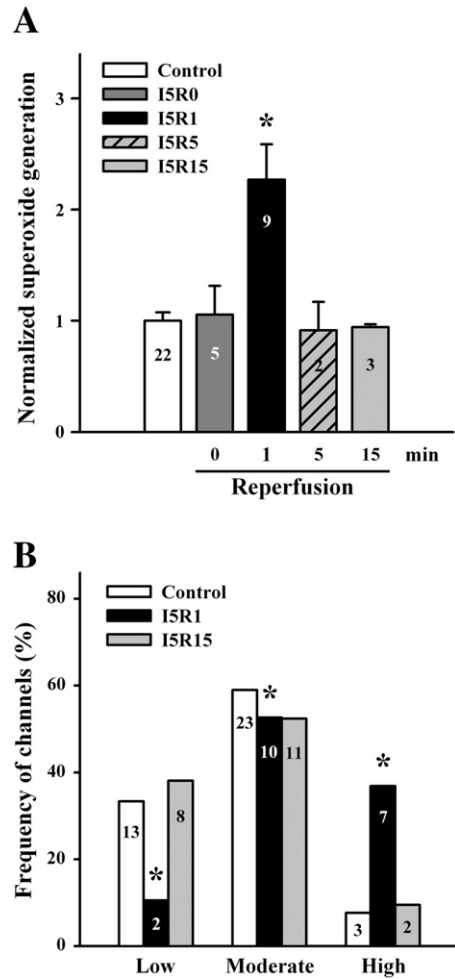 A
Normalized superoxide generation
3
2
1
0
Control
I5R0
I5R1
I5R5
I5R15
*
22
5
9
2
3
0 1 5 15 min
Reperfusion
B
Frequency of channels (%)
80
60
40
20
0
Control
I5R1
I5R15
13
*
2
8
23
*
10
11
3
*
7
2
Low Moderate High